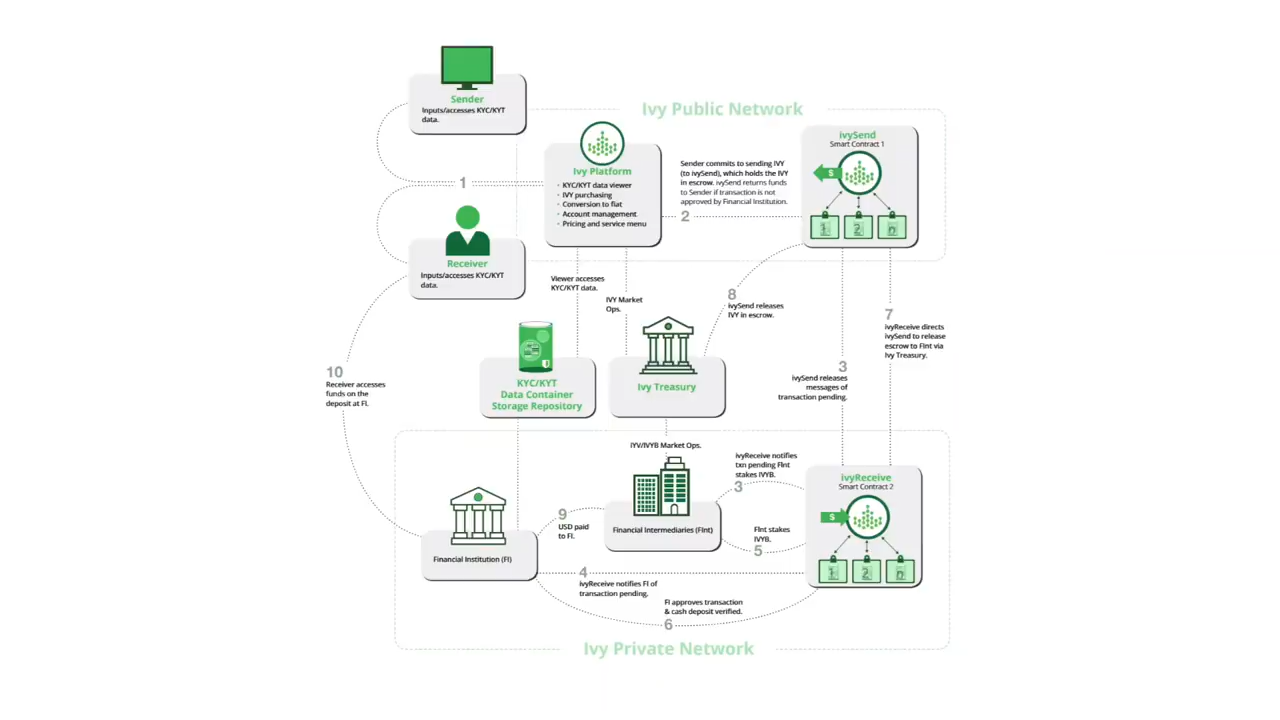 Sender
Inputs/accesses KYC/KYT
data.
Ivy Public Network
Ivy Platform
· KYC/KYT data viewer
· IVY purchasing
· Conversion to fiat
· Account management
· Pricing and service menu
Sender commits to sending IVY
(to ivySend), which holds the IVY
in escrow. ivySend returns funds
to Sender if transaction is not
approved by Financial Institution.
2
ivySend
Smart Contract 1
$
1
2
n
1
Receiver
Inputs/accesses KYC/KYT
data.
Viewer accesses
KYC/KYT data.
IVY Market
Ops.
8
ivySend releases
IVY in escrow.
7
ivyReceive directs
ivySend to release
escrow to FInt via
Ivy Treasury.
10
Receiver accesses
funds on the
deposit at FI.
KYC/KYT
Data Container
Storage Repository
Ivy Treasury
3
ivySend releases
messages of
transaction pending.
IYV/IVYB Market Ops.
ivyReceive notifies
txn pending FInt
stakes IVYB.
3
ivyReceive
Smart Contract 2
$
1
2
n
Financial Institution (FI)
9
USD paid
to FI.
Financial Intermediaries (FInt)
FInt stakes
IVYB.
5
4
ivyReceive notifies FI of
transaction pending.
FI approves transaction
& cash deposit verified.
6
Ivy Private Network